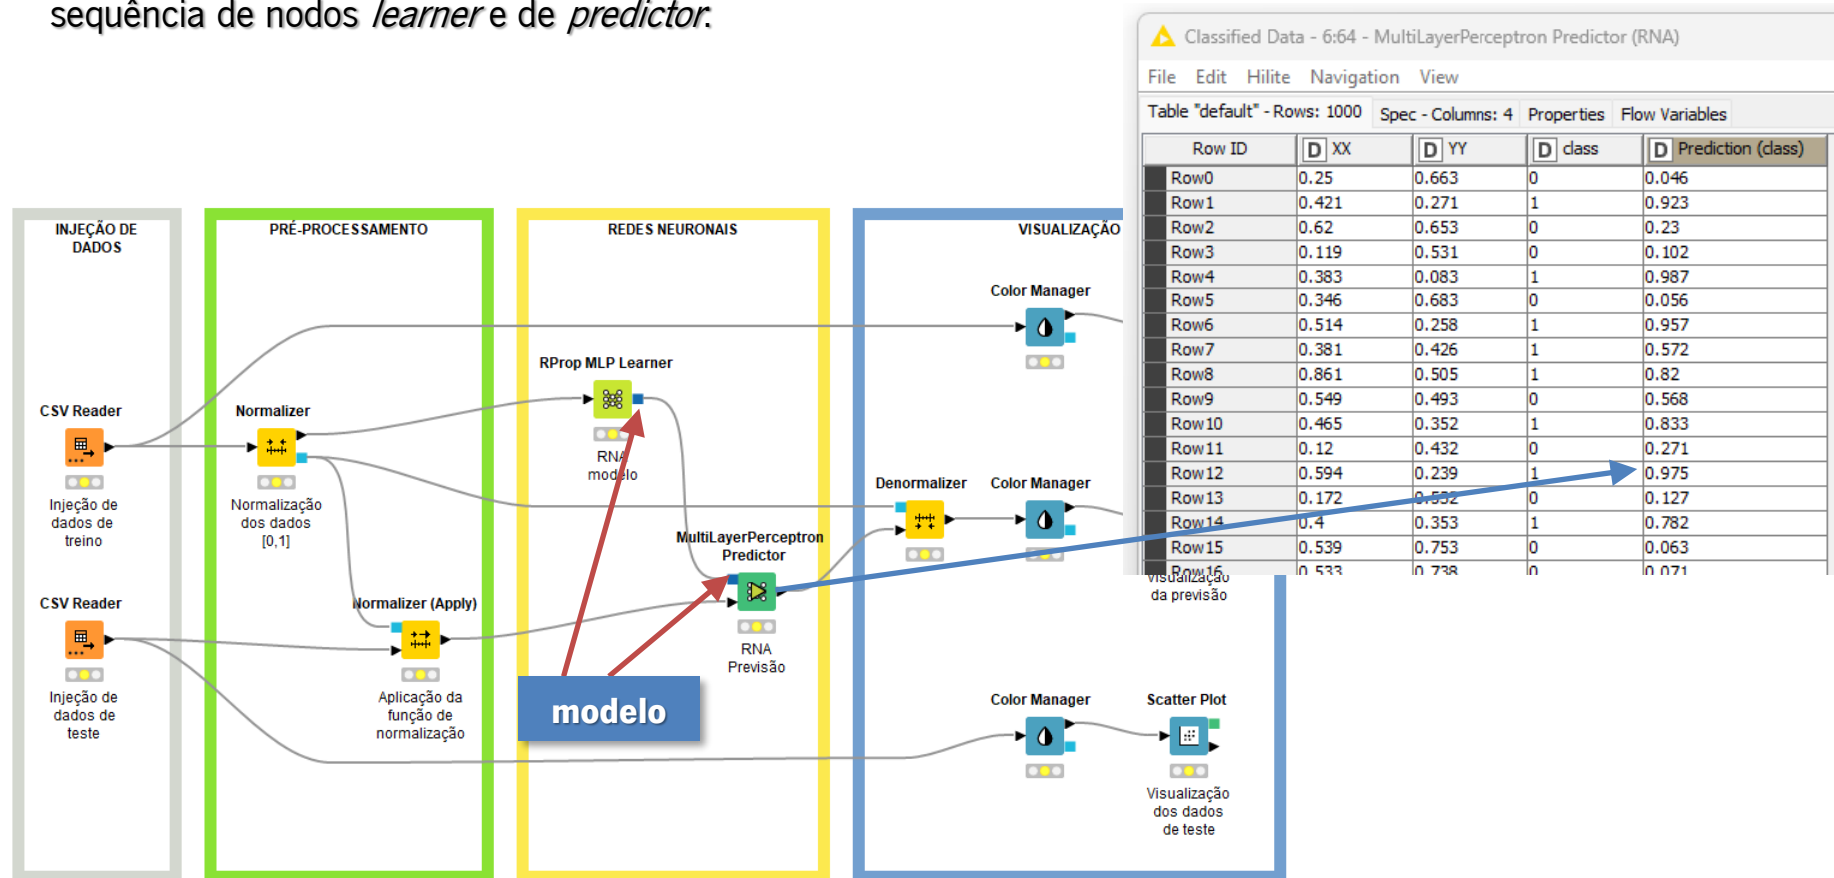 sequência de nodos learner e de predictor.
INJEÇÃO DE
DADOS
PRÉ-PROCESSAMENTO
REDES NEURONAIS
VISUALIZAÇÃO
Color Manager
RProp MLP Learner
RNA
modelo
CSV Reader
Injeção de
dados de
treino
Normalizer
Normalização
dos dados
[0,1]
Denormalizer
Color Manager
MultiLayerPerceptron
Predictor
RNA
Previsão
Visualização
da previsão
CSV Reader
Injeção de
dados de
teste
Normalizer (Apply)
Aplicação da
função de
normalização
modelo
Color Manager
Scatter Plot
Visualização
dos dados
de teste
Classified Data - 6:64 - MultiLayerPerceptron Predictor (RNA)
File Edit Hilite Navigation View
Table "default" - Rows: 1000 Spec - Columns: 4 Properties Flow Variables
Row ID D XX D YY D class D Prediction (class)
Row0 0.25 0.663 0 0.046
Row1 0.421 0.271 1 0.923
Row2 0.62 0.653 0 0.23
Row3 0.119 0.531 0 0.102
Row4 0.383 0.083 1 0.987
Row5 0.346 0.683 0 0.056
Row6 0.514 0.258 1 0.957
Row7 0.381 0.426 1 0.572
Row8 0.861 0.505 1 0.82
Row9 0.549 0.493 0 0.568
Row10 0.465 0.352 1 0.833
Row11 0.12 0.432 0 0.271
Row12 0.594 0.239 1 0.975
Row13 0.172 0 0.127
Row14 0.4 0.353 1 0.782
Row15 0.539 0.753 0 0.063
Row16 0.533 0.738 0 0.071